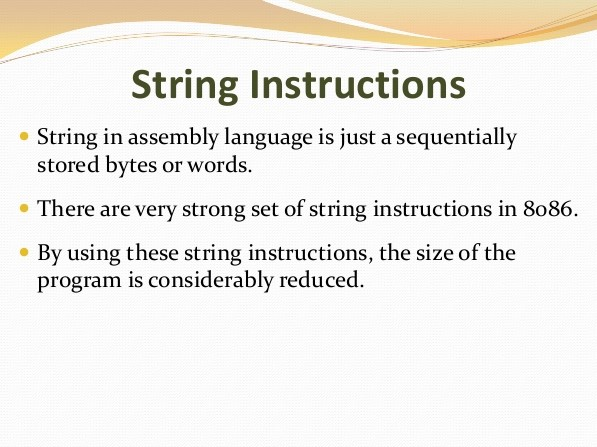 String Instructions
String in assembly language is just a sequentially
stored bytes or words.
There are very strong set of string instructions in 8086.
By using these string instructions, the size of the
program is considerably reduced.